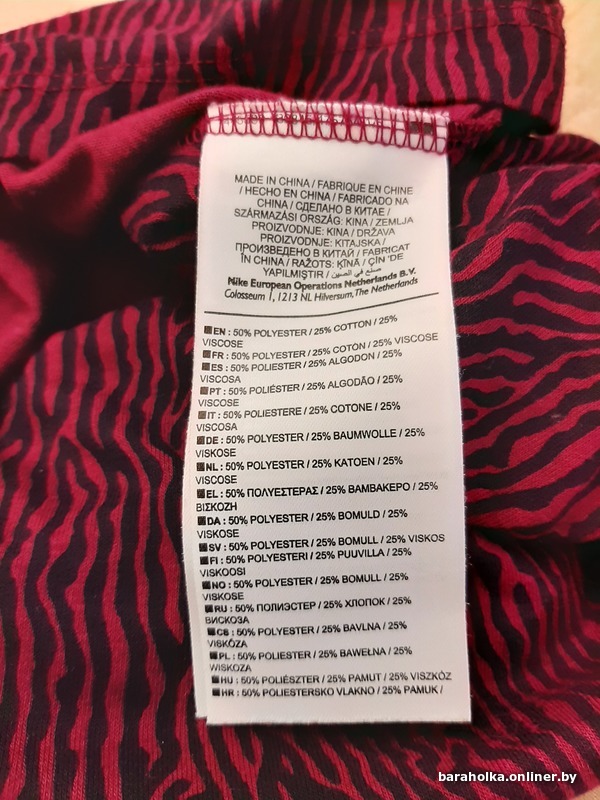 MADE IN CHINA / FABRIQUE EN CHINE
/ HECHO EN CHINA / FABRICADO NA
CHINA / СДЕЛАНО В КИТАЕ /
SZÁRMAZÁSI ORSZÁG: KINA / ZEMLJA
PROIZVODNJE: KINA / DRŽAVA
PROIZVODNJE: KITAJSKA /
ПРОИЗВЕДЕНО В КИТАЙ / FABRICAT
ÎN CHINA / RAŽOTS: ĶĪNĀ / ÇİN 'DE
YAPILMIŞTIR / صنع في الصين
Nike European Operations Netherlands B.V.
Colosseum 1, 1213 NL Hilversum, The Netherlands
EN : 50% POLYESTER / 25% COTTON / 25%
VISCOSE
FR : 50% POLYESTER / 25% COTON / 25% VISCOSE
ES : 50% POLIESTER / 25% ALGODON / 25%
VISCOSA
PT : 50% POLIÉSTER / 25% ALGODÃO / 25%
VISCOSE
IT : 50% POLIESTERE / 25% COTONE / 25%
VISCOSA
DE : 50% POLYESTER / 25% BAUMWOLLE / 25%
VISKOSE
NL : 50% POLYESTER / 25% KATOEN / 25%
VISCOSE
EL : 50% ΠΟΛΥΕΣΤΕΡΑΣ / 25% ΒΑΜΒΑΚΕΡΟ / 25%
ΒΙΣΚΟΖΗ
DA : 50% POLYESTER / 25% BOMULD / 25%
VISKOSE
SV : 50% POLYESTER / 25% BOMULL / 25% VISKOS
FI : 50% POLYESTERI / 25% PUUVILLA / 25%
VISKOOSI
NO : 50% POLYESTER / 25% BOMULL / 25%
VISKOSE
RU : 50% ПОЛИЭСТЕР / 25% ХЛОПОК / 25%
ВИСКОЗА
CS : 50% POLYESTER / 25% BAVLNA / 25%
VISKÓZA
PL : 50% POLIESTER / 25% BAWEŁNA / 25%
WISKOZA
HU : 50% POLIÉSZTER / 25% PAMUT / 25% VISZKÓZ
HR : 50% POLIESTERSKO VLAKNO / 25% PAMUK /
baraholka.onliner.by